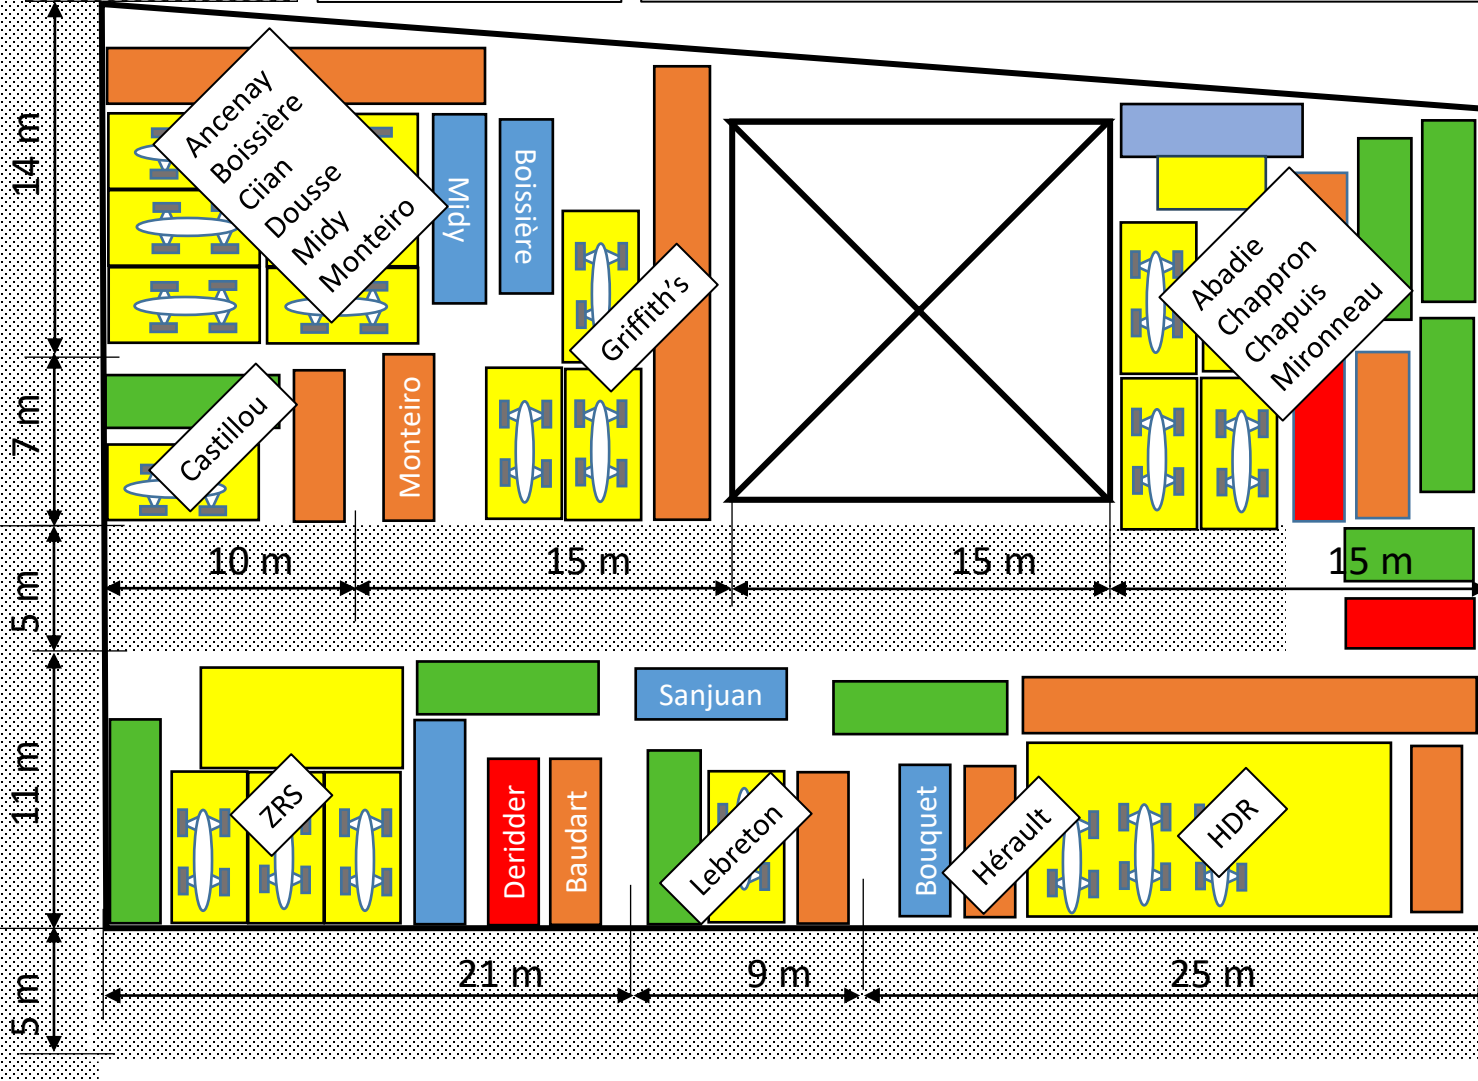 14 m
Ancenay
Boissière
Ciian
Dousse
Midy
Monteiro
Midy
Boissière
Griffith's
Abadie
Chappron
Chapuis
Mironneau
7 m
Castillou
Monteiro
10 m
15 m
15 m
15 m
5 m
11 m
ZRS
Deridder
Baudart
Sanjuan
Lebreton
Bouquet
Hérault
HDR
21 m
9 m
25 m
5 m